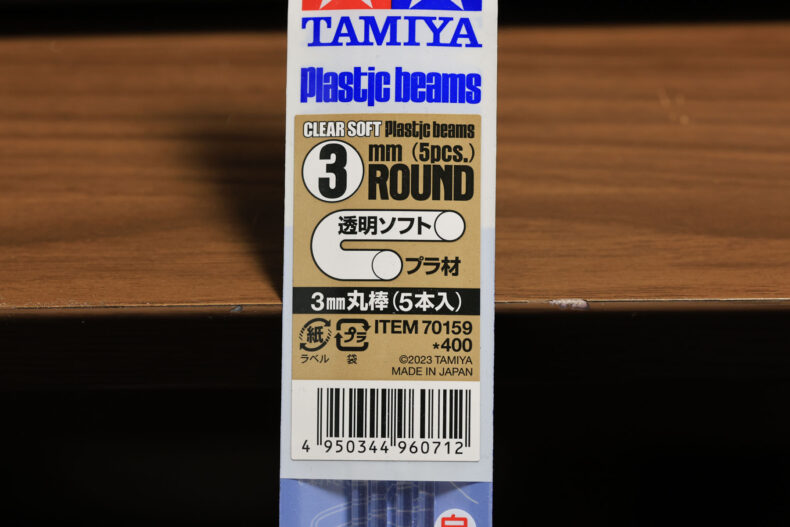 TAMIYA
Plastic beams
CLEAR SOFT Plastic beams
3 mm (5pcs.)
ROUND
透明ソフト
プラ材
3mm丸棒(5本入)
紙 プラ ITEM 70159
ラベル 袋 *400
©2023 TAMIYA
MADE IN JAPAN
4 950344 960712